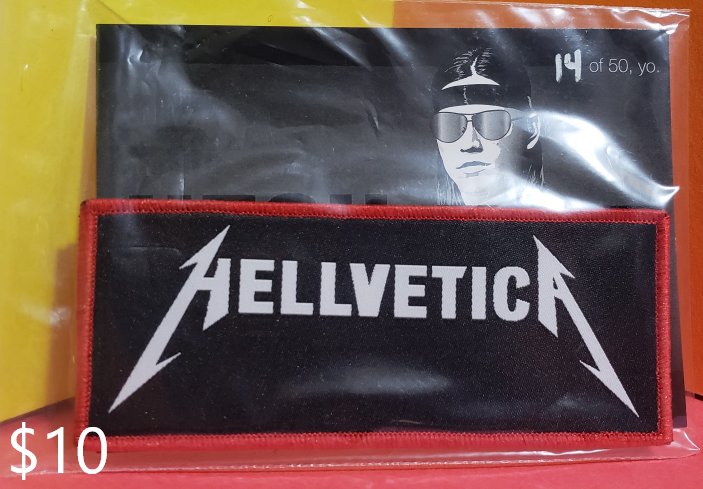 14 of 50, yo.
HELLVETICA
$10